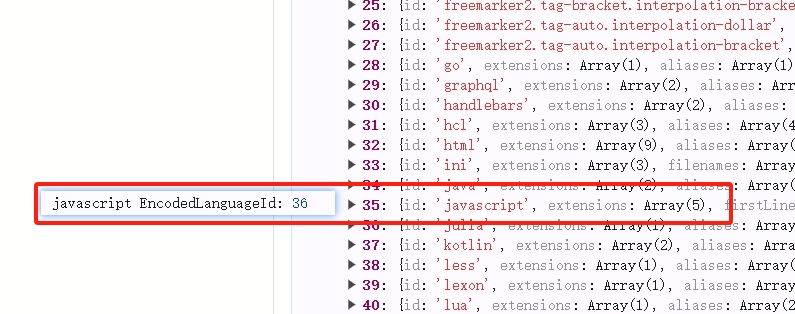 25: {id: 'freemarker2.tag-bracket.interpolation-bracke
26: {id: 'freemarker2.tag-auto.interpolation-dollar',
27: {id: 'freemarker2.tag-auto.interpolation-bracket',
28: {id: 'go', extensions: Array(1), aliases: Array(1)
29: {id: 'graphql', extensions: Array(2), aliases: Arr
30: {id: 'handlebars', extensions: Array(2), aliases:
31: {id: 'hcl', extensions: Array(3), aliases: Array(4
32: {id: 'html', extensions: Array(9), aliases: Array(
33: {id: 'ini', extensions: Array(3), filenames: Array
34: {id: 'java', extensions: Array(2), aliases: Array(
javascript EncodedLanguageId: 36
35: {id: 'javascript', extensions: Array(5), firstLine
36: {id: 'julia', extensions: Array(1), aliases: Array
37: {id: 'kotlin', extensions: Array(2), aliases: Arra
38: {id: 'less', extensions: Array(1), aliases: Array(
39: {id: 'lexon', extensions: Array(1), aliases: Array
40: {id: 'lua', extensions: Array(1), aliases: Array(2